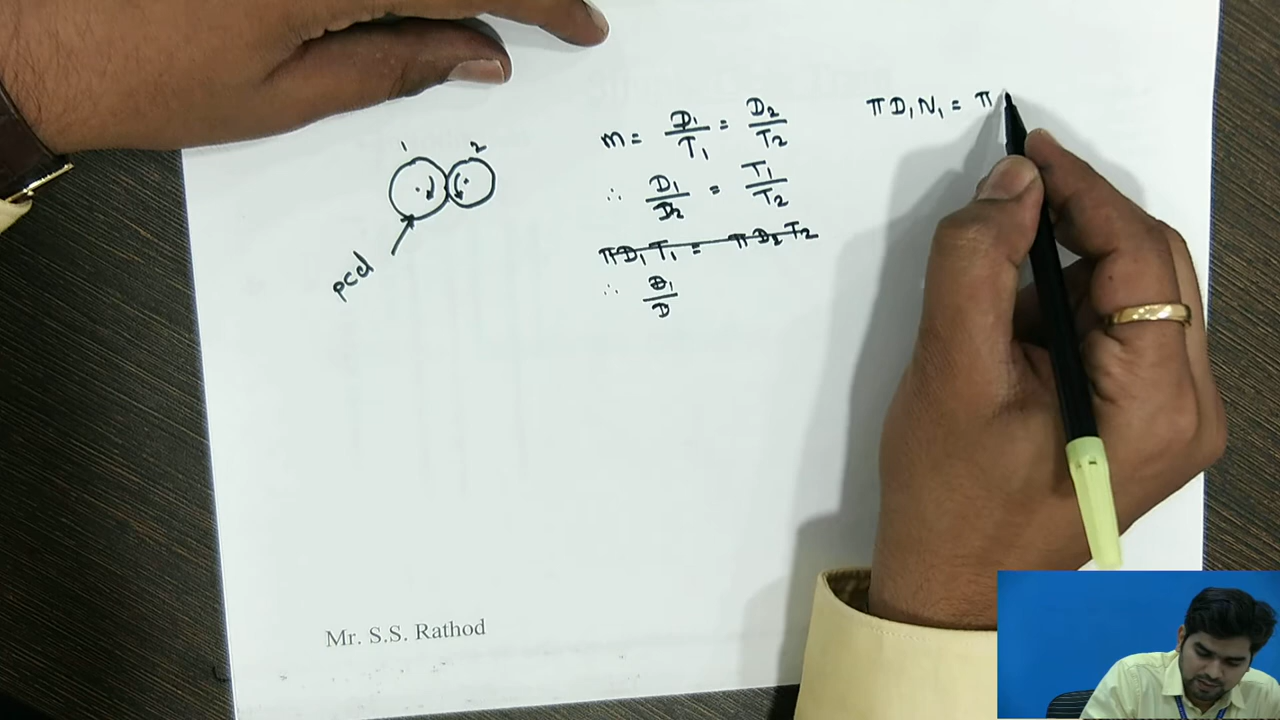 1 2
pcd
m = D₁/T₁ = D₂/T₂
∴ D₁/D₂ = T₁/T₂
πD₁T₁ = πD₂T₂
∴ D₁/D
πD₁N₁ = π
Mr. S.S. Rathod